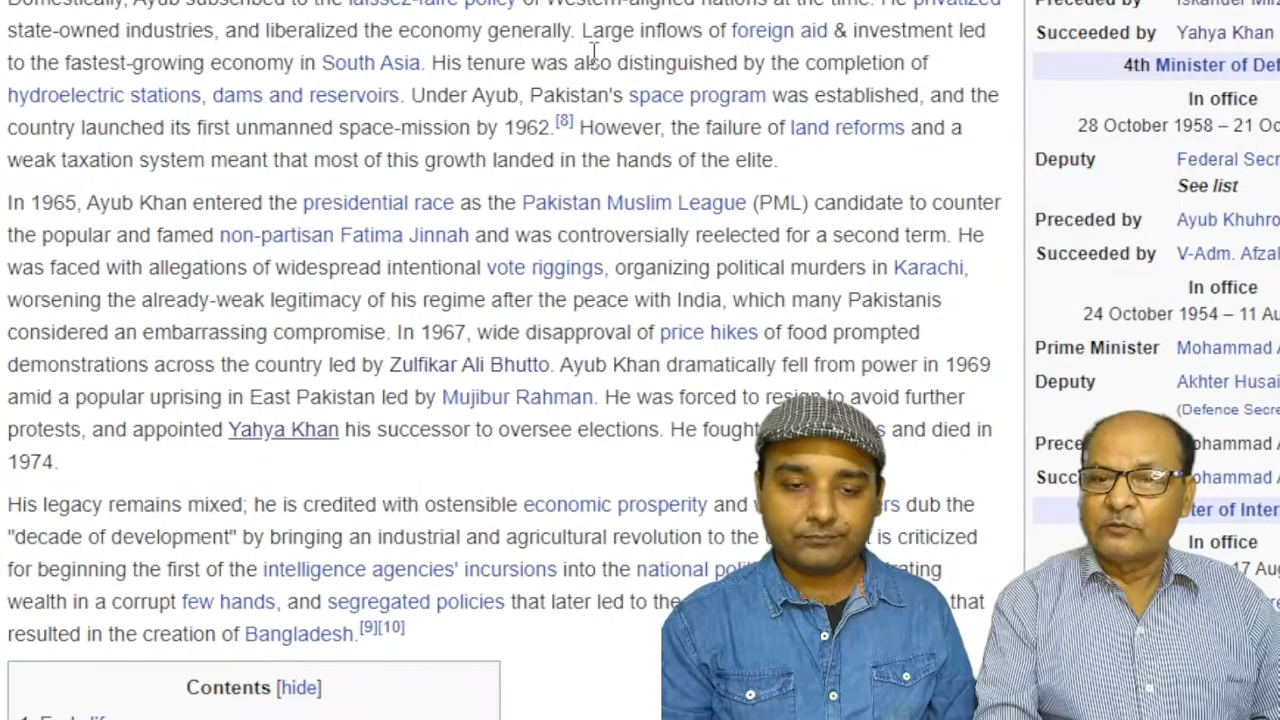 Domestically, Ayub subscribed to the laissez-faire policy of Western-aligned nations at the time. He privatized
state-owned industries, and liberalized the economy generally. Large inflows of foreign aid & investment led
to the fastest-growing economy in South Asia. His tenure was also distinguished by the completion of
hydroelectric stations, dams and reservoirs. Under Ayub, Pakistan's space program was established, and the
country launched its first unmanned space-mission by 1962.[8] However, the failure of land reforms and a
weak taxation system meant that most of this growth landed in the hands of the elite.
In 1965, Ayub Khan entered the presidential race as the Pakistan Muslim League (PML) candidate to counter
the popular and famed non-partisan Fatima Jinnah and was controversially reelected for a second term. He
was faced with allegations of widespread intentional vote riggings, organizing political murders in Karachi,
worsening the already-weak legitimacy of his regime after the peace with India, which many Pakistanis
considered an embarrassing compromise. In 1967, wide disapproval of price hikes of food prompted
demonstrations across the country led by Zulfikar Ali Bhutto. Ayub Khan dramatically fell from power in 1969
amid a popular uprising in East Pakistan led by Mujibur Rahman. He was forced to resign to avoid further
protests, and appointed Yahya Khan his successor to oversee elections. He fought and died in
1974.
His legacy remains mixed; he is credited with ostensible economic prosperity and dub the
"decade of development" by bringing an industrial and agricultural revolution to the is criticized
for beginning the first of the intelligence agencies' incursions into the national
wealth in a corrupt few hands, and segregated policies that later led to the that
resulted in the creation of Bangladesh.[9][10]
Contents [hide]
Preceded by Iskander
Succeeded by Yahya Khan
4th Minister of Def
In office
28 October 1958 – 21 Oc
Deputy Federal Secr
See list
Preceded by Ayub Khuhro
Succeeded by V-Adm. Afzal
In office
24 October 1954 – 11 Au
Prime Minister Mohammad A
Deputy Akhter Husai
(Defence Secre
Prece ohammad A
Succ ohammad A
ter of Inter
In office
17 Aug